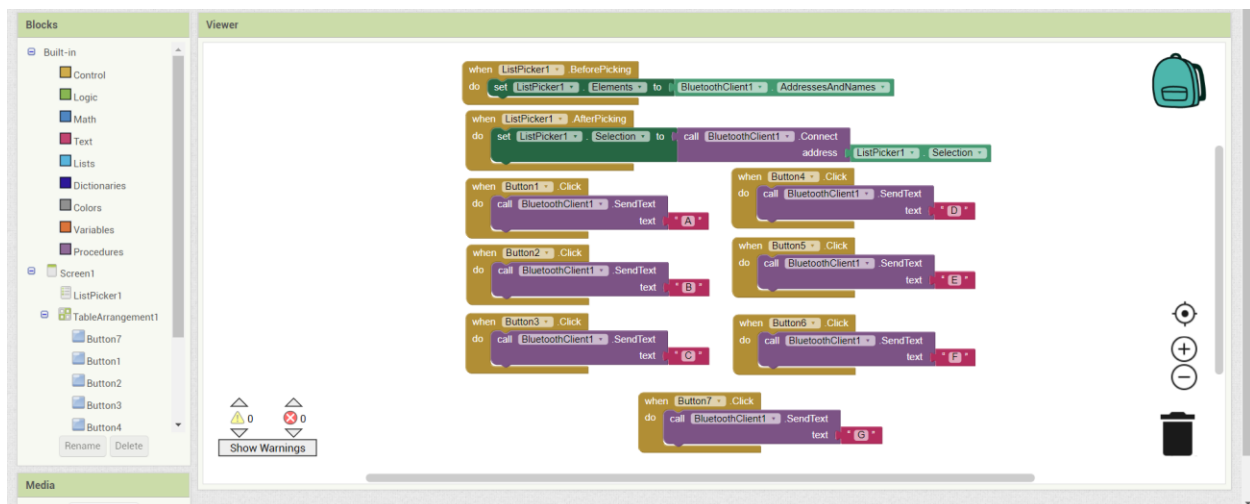 Blocks
Built-in
Control
Logic
Math
Text
Lists
Dictionaries
Colors
Variables
Procedures
Screen1
ListPicker1
TableArrangement1
Button7
Button1
Button2
Button3
Button4
Rename Delete
Media
Viewer
when ListPicker1 .BeforePicking
do set ListPicker1 . Elements to BluetoothClient1 . AddressesAndNames
when ListPicker1 .AfterPicking
do set ListPicker1 . Selection to call BluetoothClient1 .Connect
address ListPicker1 . Selection
when Button1 .Click
do call BluetoothClient1 .SendText
text " A "
when Button4 .Click
do call BluetoothClient1 .SendText
text " D "
when Button2 .Click
do call BluetoothClient1 .SendText
text " B "
when Button5 .Click
do call BluetoothClient1 .SendText
text " E "
when Button3 .Click
do call BluetoothClient1 .SendText
text " C "
when Button6 .Click
do call BluetoothClient1 .SendText
text " F "
when Button7 .Click
do call BluetoothClient1 .SendText
text " G "
0 0
Show Warnings